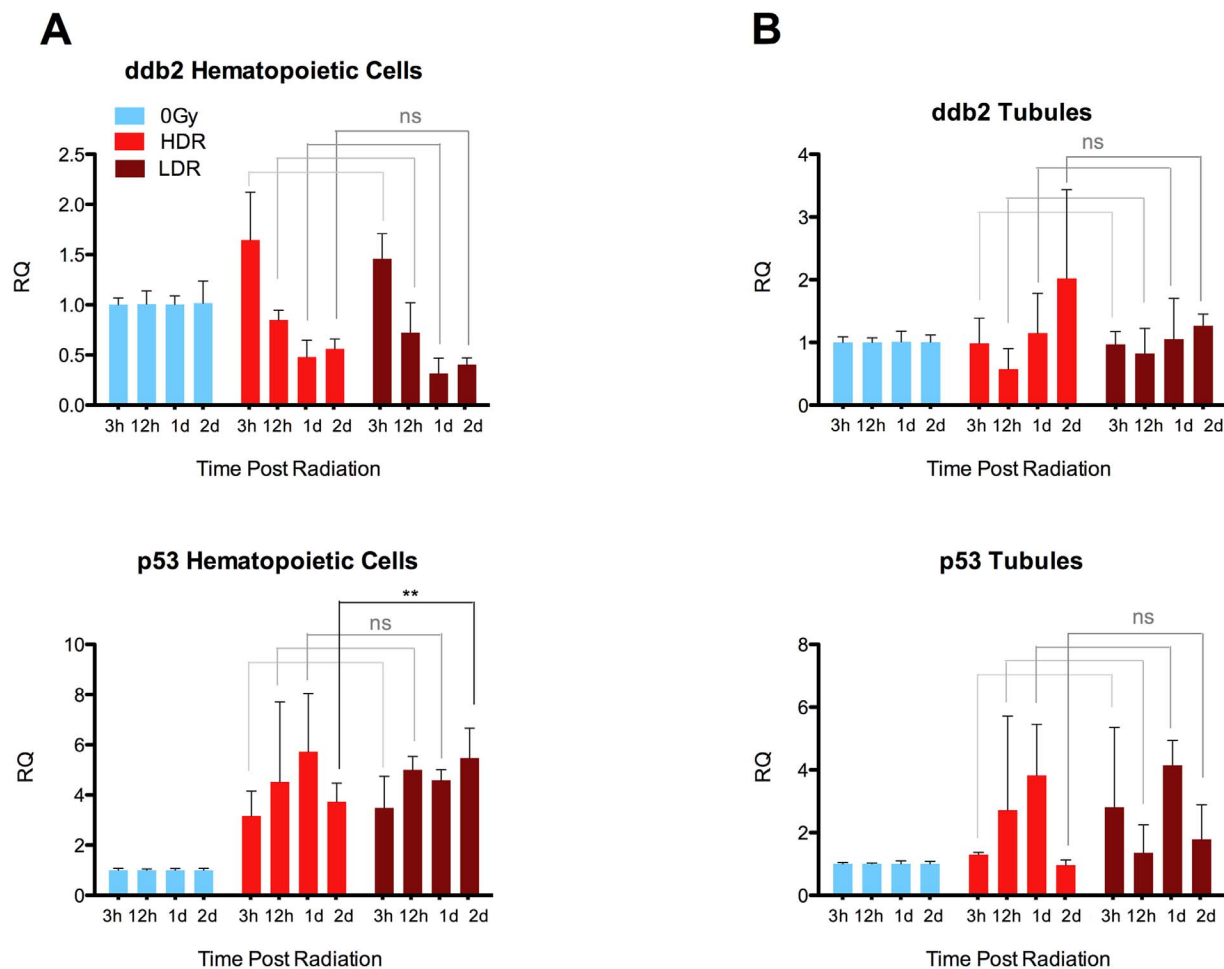 A
ddb2 Hematopoietic Cells
0Gy
HDR
LDR
ns
2.5
2.0
1.5
1.0
0.5
0.0
RQ
3h 12h 1d 2d 3h 12h 1d 2d 3h 12h 1d 2d
Time Post Radiation
B
ddb2 Tubules
ns
4
3
2
1
0
RQ
3h 12h 1d 2d 3h 12h 1d 2d 3h 12h 1d 2d
Time Post Radiation
p53 Hematopoietic Cells
**
ns
10
8
6
4
2
0
RQ
3h 12h 1d 2d 3h 12h 1d 2d 3h 12h 1d 2d
Time Post Radiation
p53 Tubules
ns
8
6
4
2
0
RQ
3h 12h 1d 2d 3h 12h 1d 2d 3h 12h 1d 2d
Time Post Radiation